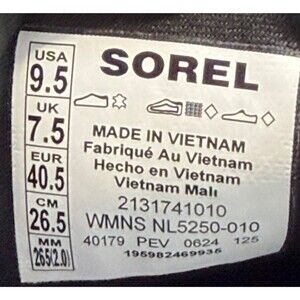 USA
9.5
UK
7.5
EUR
40.5
CM
26.5
MM
265(2.0)
SOREL
MADE IN VIETNAM
Fabriqué Au Vietnam
Hecho en Vietnam
Vietnam Malı
2131741010
WMNS NL5250-010
40179 PEV 0624 125
195982469935